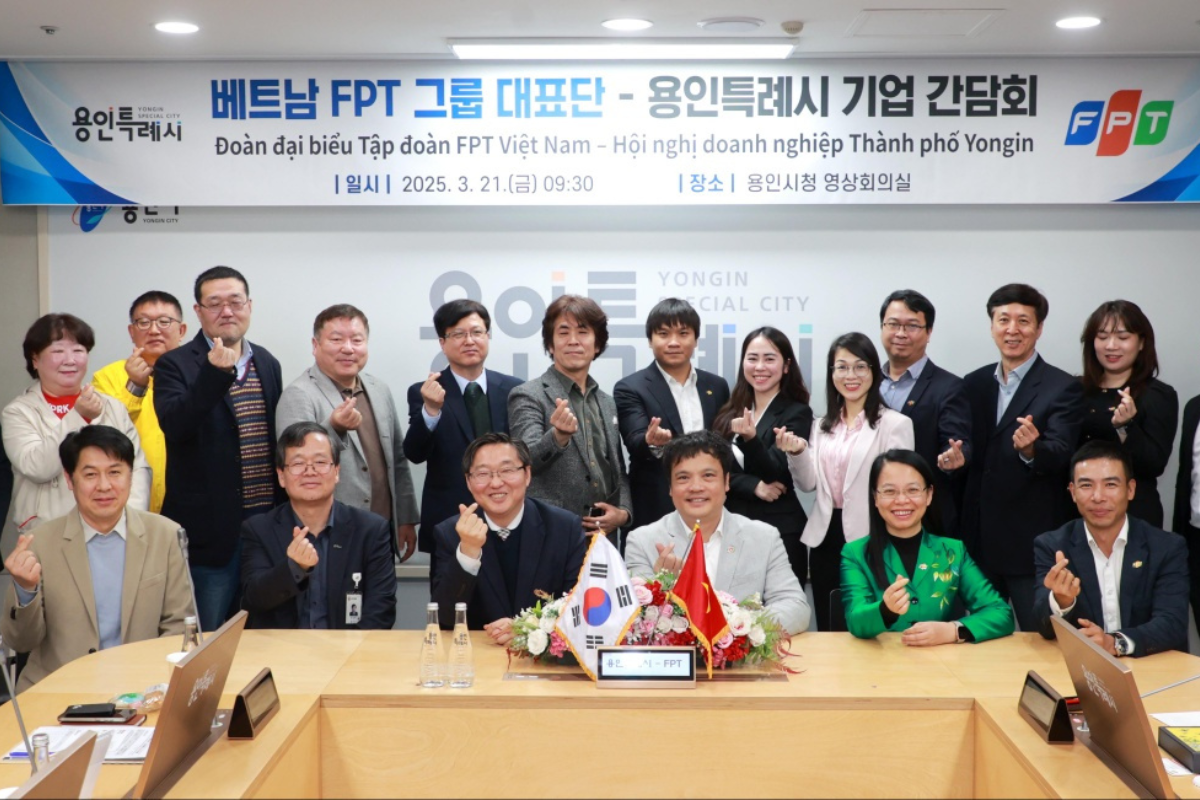 용인특례시
YONGIN
SPECIAL CITY
베트남 FPT 그룹 대표단 - 용인특례시 기업 간담회
FPT
Đoàn đại biểu Tập đoàn FPT Việt Nam – Hội nghị doanh nghiệp Thành phố Yongin
| 일시 | 2025. 3. 21.(금) 09:30 | 장소 | 용인시청 영상회의실
YONGIN CITY
YONGIN
SPECIAL CITY
- FPT